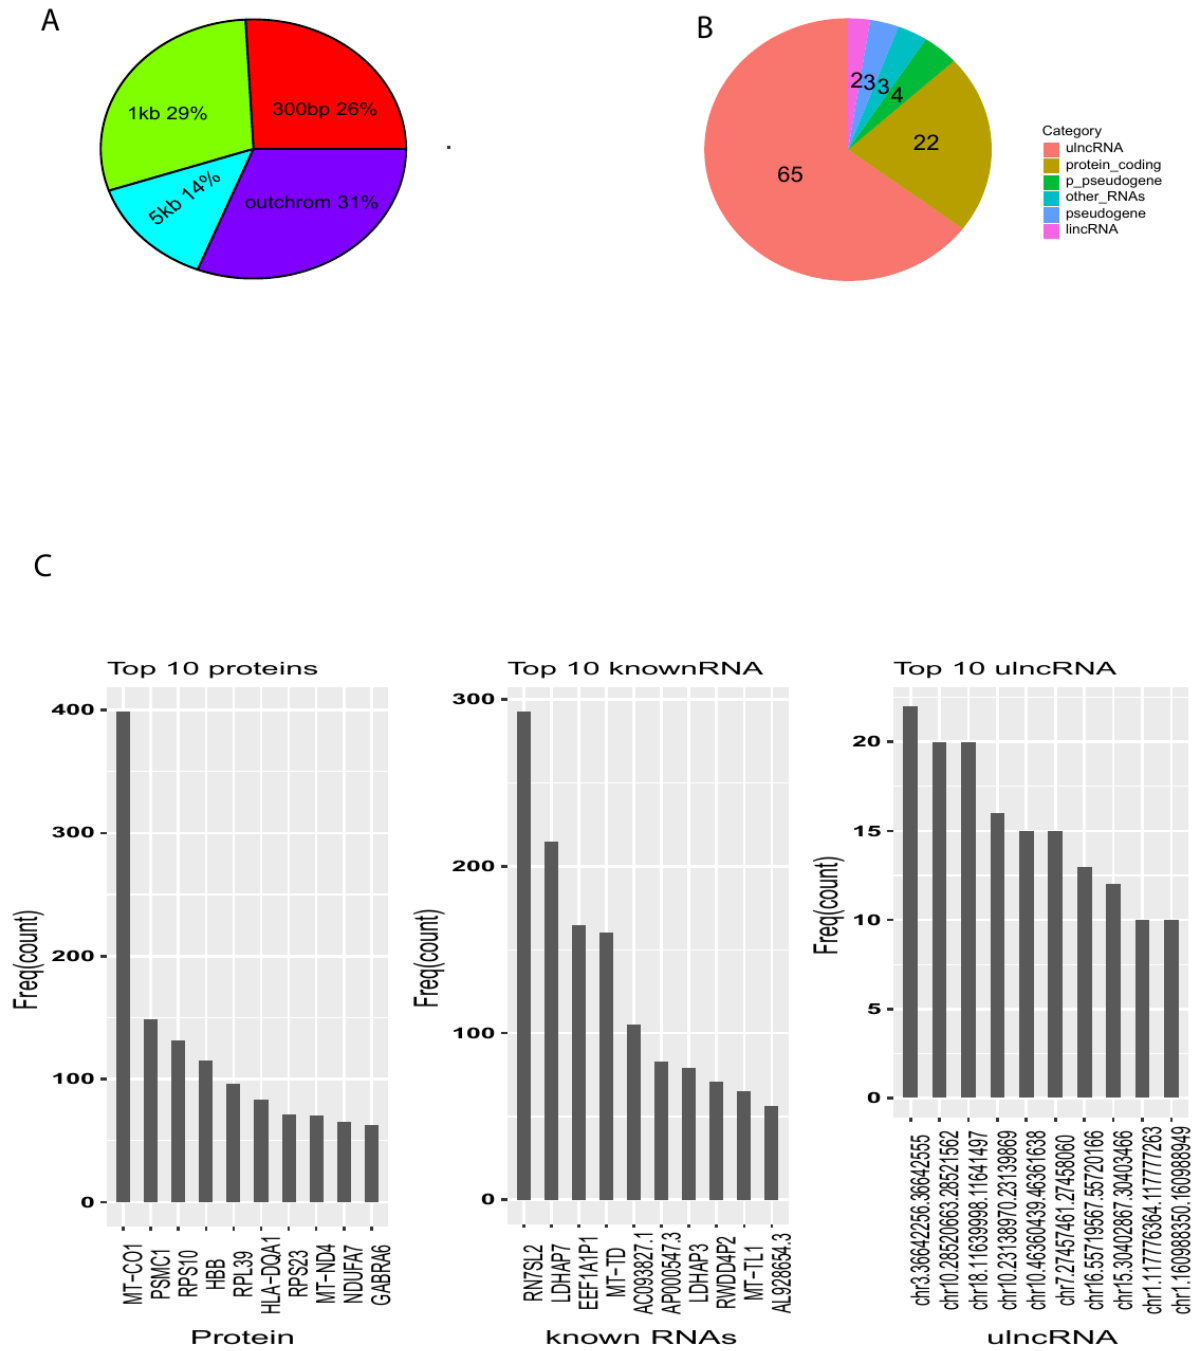 A
1kb 29%
300bp 26%
5kb 14%
outchrom 31%
B
2
3
3
4
22
65
Category
ulncRNA
protein_coding
p_pseudogene
other_RNAs
pseudogene
lincRNA
C
Top 10 proteins
400
300
200
100
0
Freq(count)
MT-CO1
PSMC1
RPS10
HBB
RPL39
HLA-DQA1
RPS23
MT-ND4
NDUFA7
GABRA6
Protein
Top 10 knownRNA
300
200
100
0
Freq(count)
RN7SL2
LDHAP7
EEF1A1P1
MT-TD
AC093827.1
AP000547.3
LDHAP3
RWDD4P2
MT-TL1
AL928654.3
known RNAs
Top 10 ulncRNA
20
15
10
5
0
Freq(count)
chr3.36642256.36642555
chr10.28520663.28521562
chr18.11639998.11641497
chr10.23138970.23139869
chr10.46360439.46361638
chr7.27457461.27458060
chr16.55719567.55720166
chr15.30402867.30403466
chr1.117776364.117777263
chr1.160988350.160988949
ulncRNA